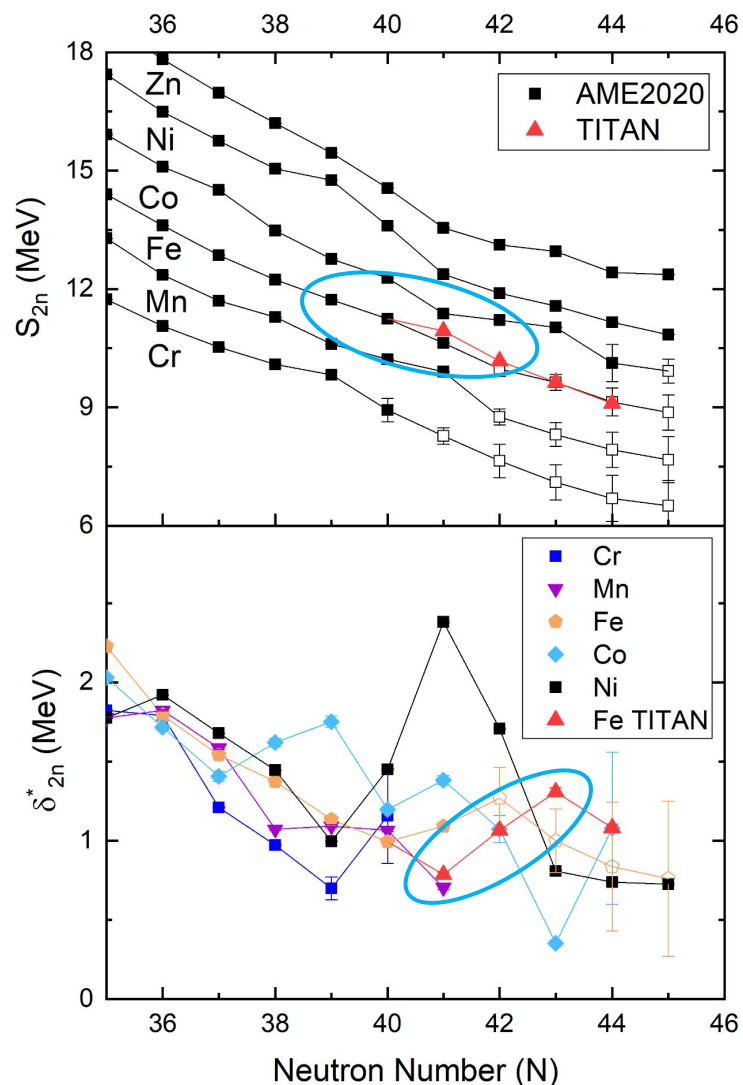 36 38 40 42 44 46
18
15
12
9
6
S2n (MeV)
Zn
Ni
Co
Fe
Mn
Cr
AME2020
TITAN
2
1
0
δ*2n (MeV)
Cr
Mn
Fe
Co
Ni
Fe TITAN
36 38 40 42 44 46
Neutron Number (N)